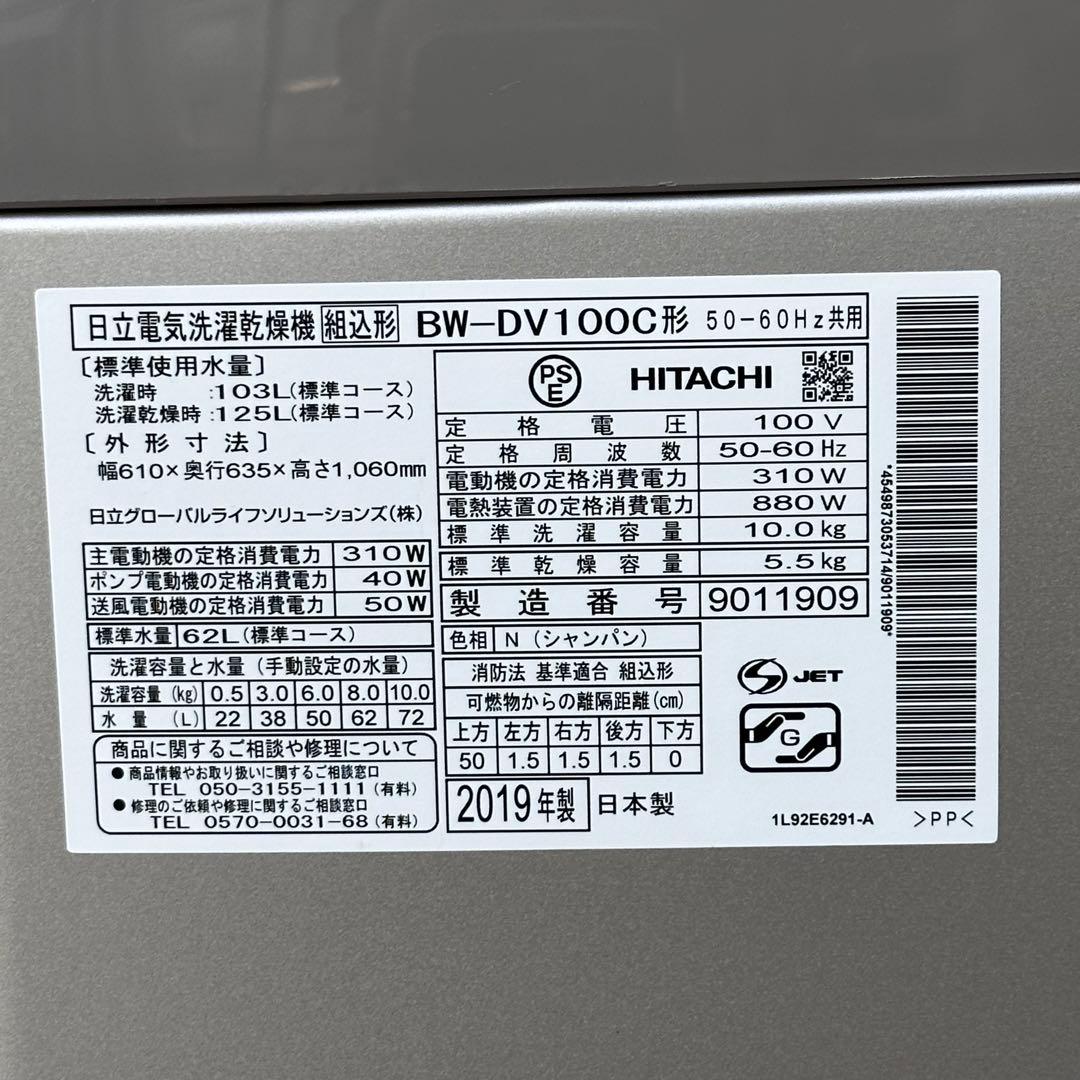 日立電気洗濯乾燥機 組込形 BW-DV100C形 50-60Hz共用
〔標準使用水量〕
洗濯時 :103L(標準コース)
洗濯乾燥時:125L(標準コース)
〔外形寸法〕
幅610×奥行635×高さ1,060mm
日立グローバルライフソリューションズ(株)
主電動機の定格消費電力 310W
ポンプ電動機の定格消費電力 40W
送風電動機の定格消費電力 50W
標準水量 62L(標準コース)
洗濯容量と水量(手動設定の水量)
洗濯容量(kg) 0.5 3.0 6.0 8.0 10.0
水量(L) 22 38 50 62 72
商品に関するご相談や修理について
●商品情報やお取り扱いに関するご相談窓口
TEL 050-3155-1111(有料)
●修理のご依頼や修理に関するご相談窓口
TEL 0570-0031-68(有料)
PSE HITACHI
定格電圧 100V
定格周波数 50-60Hz
電動機の定格消費電力 310W
電熱装置の定格消費電力 880W
標準洗濯容量 10.0kg
標準乾燥容量 5.5kg
製造番号 9011909
色相 N(シャンパン)
消防法 基準適合 組込形
可燃物からの離隔距離(cm)
上方 左方 右方 後方 下方
50 1.5 1.5 1.5 0
2019年製 日本製
S JET
G
1L92E6291-A >PP<
*4549873053714/9011909*